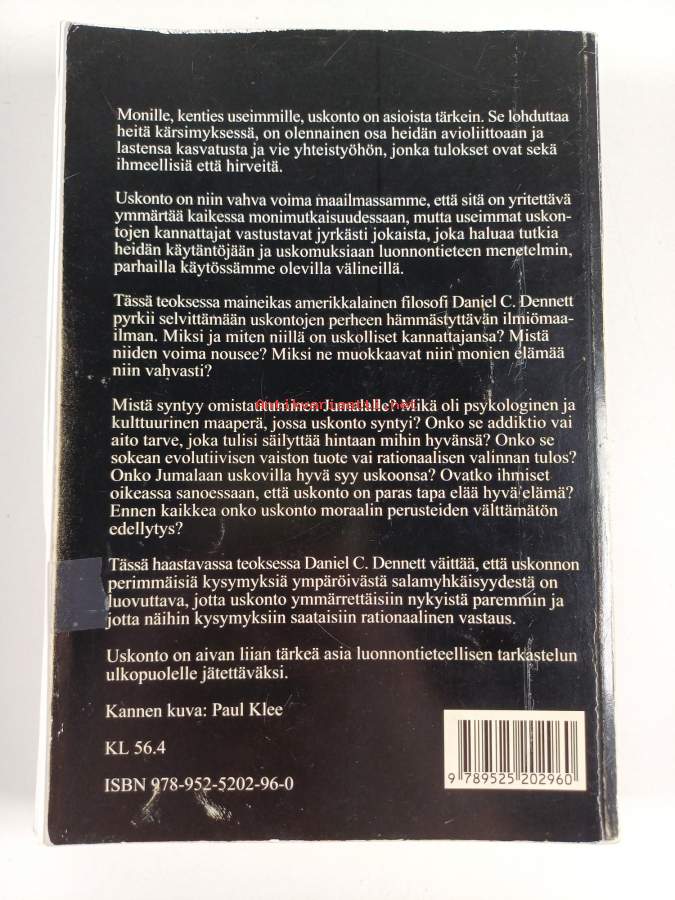 Monille, kenties useimmille, uskonto on asioista tärkein. Se lohduttaa
heitä kärsimyksessä, on olennainen osa heidän avioliittoaan ja
lastensa kasvatusta ja vie yhteistyöhön, jonka tulokset ovat sekä
ihmeellisiä että hirveitä.
Uskonto on niin vahva voima maailmassamme, että sitä on yritettävä
ymmärtää kaikessa monimutkaisuudessaan, mutta useimmat uskon-
tojen kannattajat vastustavat jyrkästi jokaista, joka haluaa tutkia
heidän käytäntöjään ja uskomuksiaan luonnontieteen menetelmin,
parhailla käytössämme olevilla välineillä.
Tässä teoksessa maineikas amerikkalainen filosofi Daniel C. Dennett
pyrkii selvittämään uskontojen perheen hämmästyttävän ilmiömaa-
ilman. Miksi ja miten niillä on uskolliset kannattajansa? Mistä
niiden voima nousee? Miksi ne muokkaavat niin monien elämää
niin vahvasti?
Mistä syntyy omistautuminen Jumalalle? Mikä oli psykologinen ja
Antikvariaatti.net
kulttuurinen maaperä, jossa uskonto syntyi? Onko se addiktio vai
aito tarve, joka tulisi säilyttää hintaan mihin hyvänsä? Onko se
sokean evolutiivisen vaiston tuote vai rationaalisen valinnan tulos?
Onko Jumalaan uskovilla hyvä syy uskoonsa? Ovatko ihmiset
oikeassa sanoessaan, että uskonto on paras tapa elää hyvä elämä?
Ennen kaikkea onko uskonto moraalin perusteiden välttämätön
edellytys?
Tässä haastavassa teoksessa Daniel C. Dennett väittää, että uskonnon
perimmäisiä kysymyksiä ympäröivästä salamyhkäisyydestä on
luovuttava, jotta uskonto ymmärrettäisiin nykyistä paremmin ja
jotta näihin kysymyksiin saataisiin rationaalinen vastaus.
Uskonto on aivan liian tärkeä asia luonnontieteellisen tarkastelun
ulkopuolelle jätettäväksi.
Kannen kuva: Paul Klee
KL 56.4
ISBN 978-952-5202-96-0
9 789525 202960